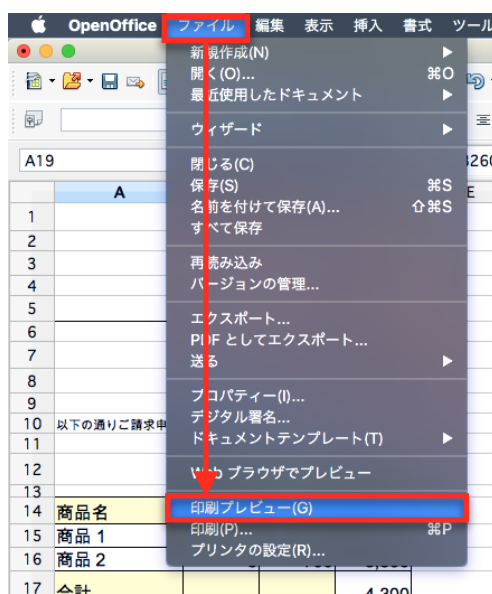 OpenOffice ファイル 編集 表示 挿入 書式 ツール
新規作成(N)
開く(O)... ⌘O
最近使用したドキュメント
ウィザード
A19
閉じる(C)
A
保存(S) ⌘S
E
1
名前を付けて保存(A)... ⇧⌘S
すべて保存
2
3
再読み込み
4
バージョンの管理...
5
エクスポート...
6
PDF としてエクスポート...
7
送る
8
プロパティー(I)...
9
10 以下の通りご請求申
デジタル署名...
11
ドキュメントテンプレート(T)
12
Web ブラウザでプレビュー
13
14 商品名
印刷プレビュー(G)
15 商品 1
印刷(P)... ⌘P
16 商品 2
プリンタの設定(R)...
17 合計 4,300